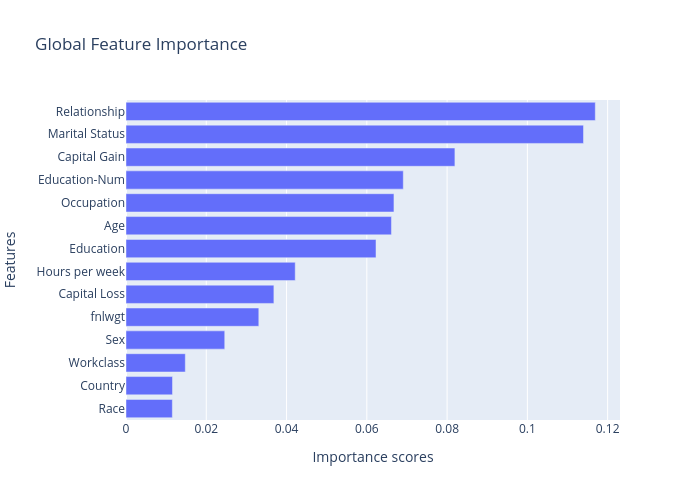 Global Feature Importance
Features
Relationship
Marital Status
Capital Gain
Education-Num
Occupation
Age
Education
Hours per week
Capital Loss
fnlwgt
Sex
Workclass
Country
Race
0 0.02 0.04 0.06 0.08 0.1 0.12
Importance scores